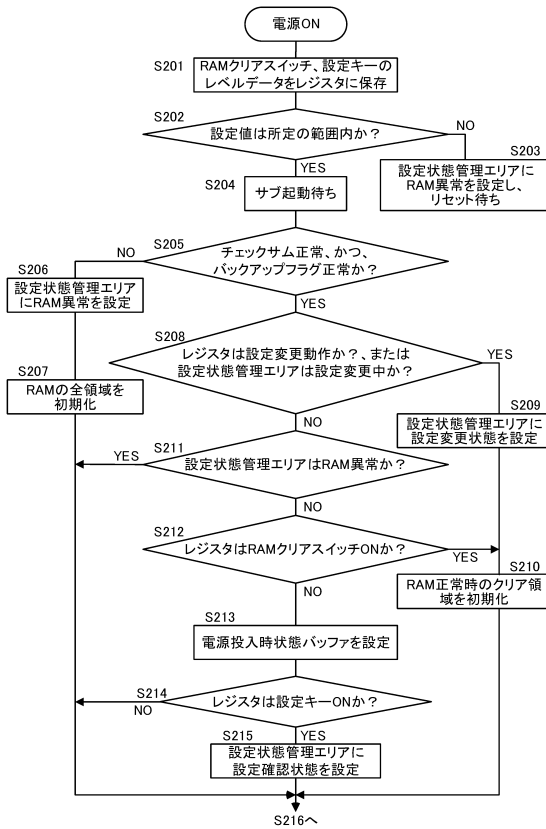 電源ON
S201
RAMクリアスイッチ、設定キーの
レベルデータをレジスタに保存
S202
設定値は所定の範囲内か？
NO
YES
S203
設定状態管理エリアに
RAM異常を設定し、
リセット待ち
S204
サブ起動待ち
S205
チェックサム正常、かつ、
バックアップフラグ正常か？
NO
YES
S206
設定状態管理エリア
にRAM異常を設定
S207
RAMの全領域を
初期化
S208
レジスタは設定変更動作か？、または
設定状態管理エリアは設定変更中か？
YES
NO
S209
設定状態管理エリアに
設定変更状態を設定
S211
設定状態管理エリアはRAM異常か？
YES
NO
S212
レジスタはRAMクリアスイッチONか？
YES
NO
S210
RAM正常時のクリア領
域を初期化
S213
電源投入時状態バッファを設定
S214
レジスタは設定キーONか？
NO
YES
S215
設定状態管理エリアに
設定確認状態を設定
S216へ